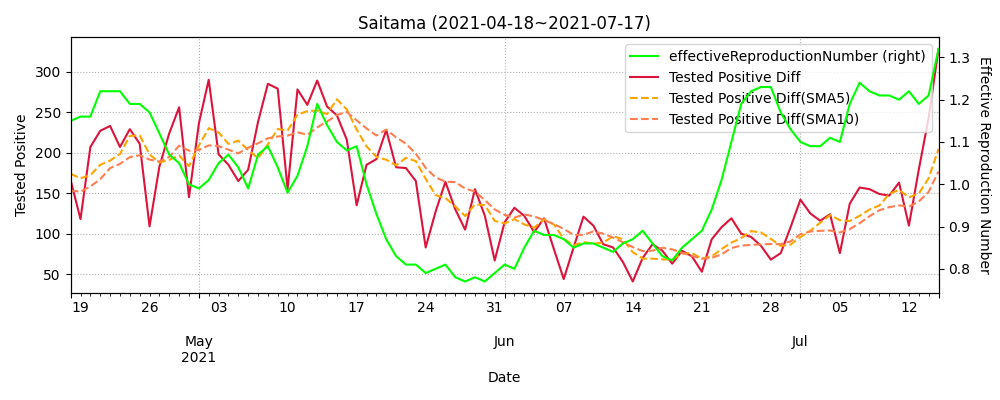 Saitama (2021-04-18~2021-07-17)
effectiveReproductionNumber (right)
Tested Positive Diff
Tested Positive Diff(SMA5)
Tested Positive Diff(SMA10)
Tested Positive
300
250
200
150
100
50
1.3
1.2
1.1
1.0
0.9
0.8
Effective Reproduction Number
19 26 03 10 17 24 31 07 14 21 28 05 12
May Jun Jul
2021
Date